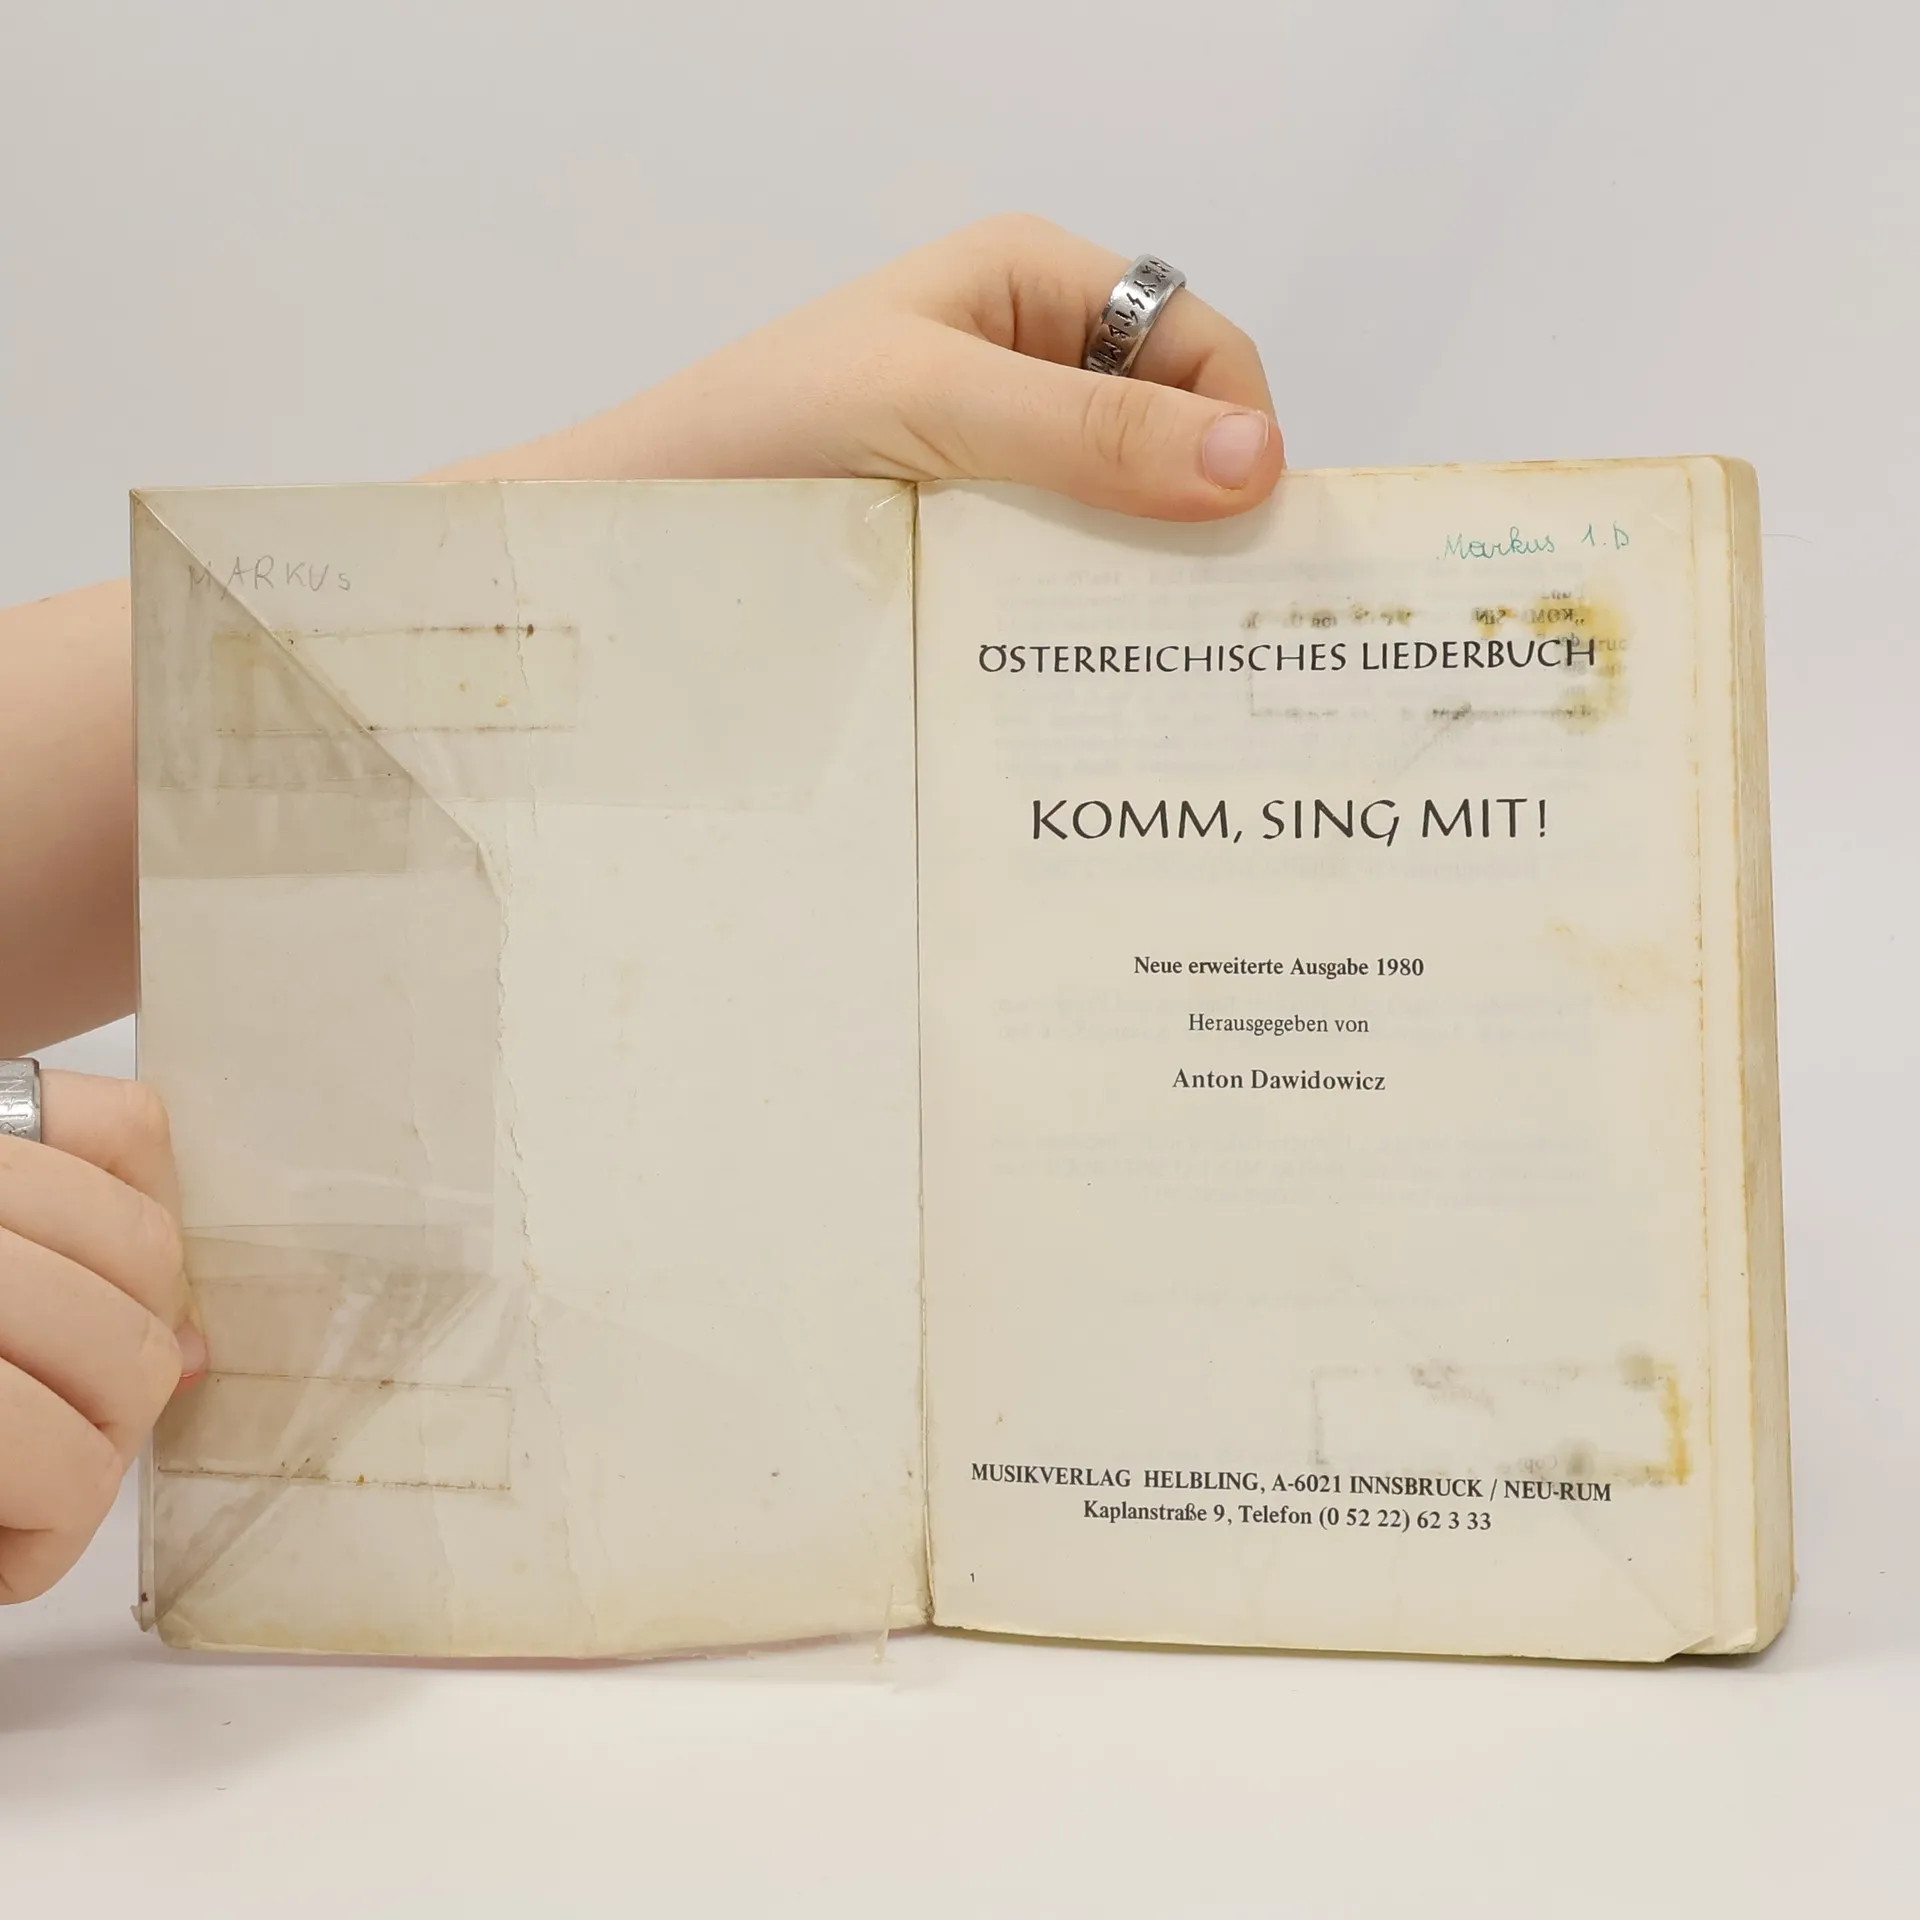 MARKUS
Markus 1. D
ÖSTERREICHISCHES LIEDERBUCH
KOMM, SING MIT!
Neue erweiterte Ausgabe 1980
Herausgegeben von
Anton Dawidowicz
MUSIKVERLAG HELBLING, A-6021 INNSBRUCK / NEU-RUM
Kaplanstraße 9, Telefon (0 52 22) 62 3 33
1